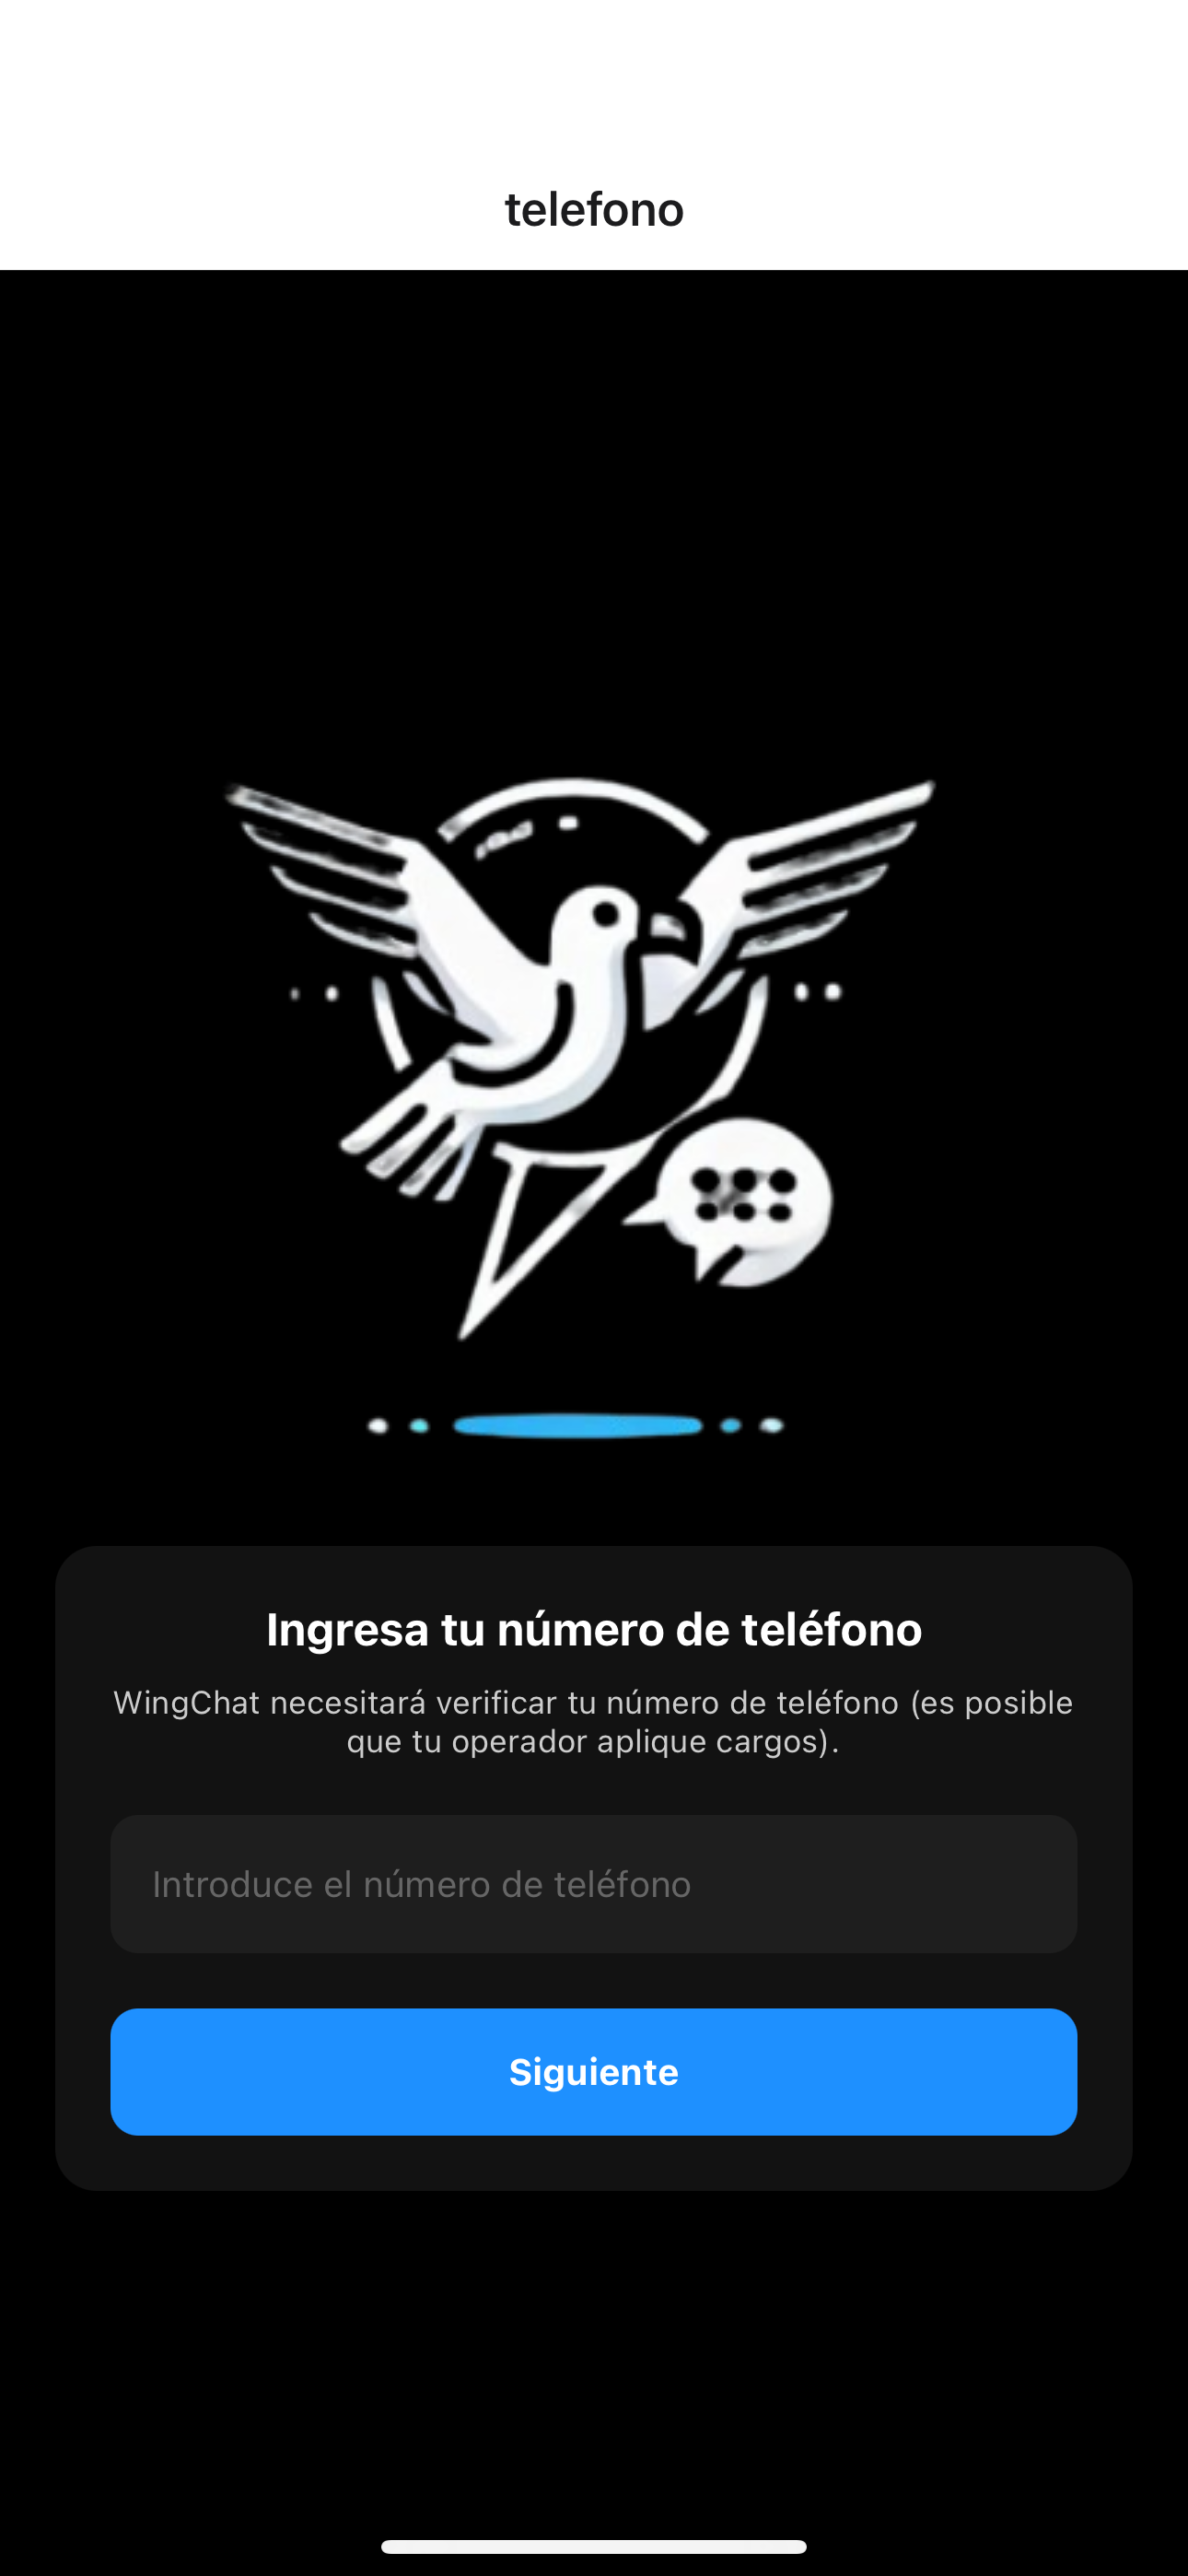 telefono
Ingresa tu número de teléfono
WingChat necesitará verificar tu número de teléfono (es posible
que tu operador aplique cargos).
Introduce el número de teléfono
Siguiente